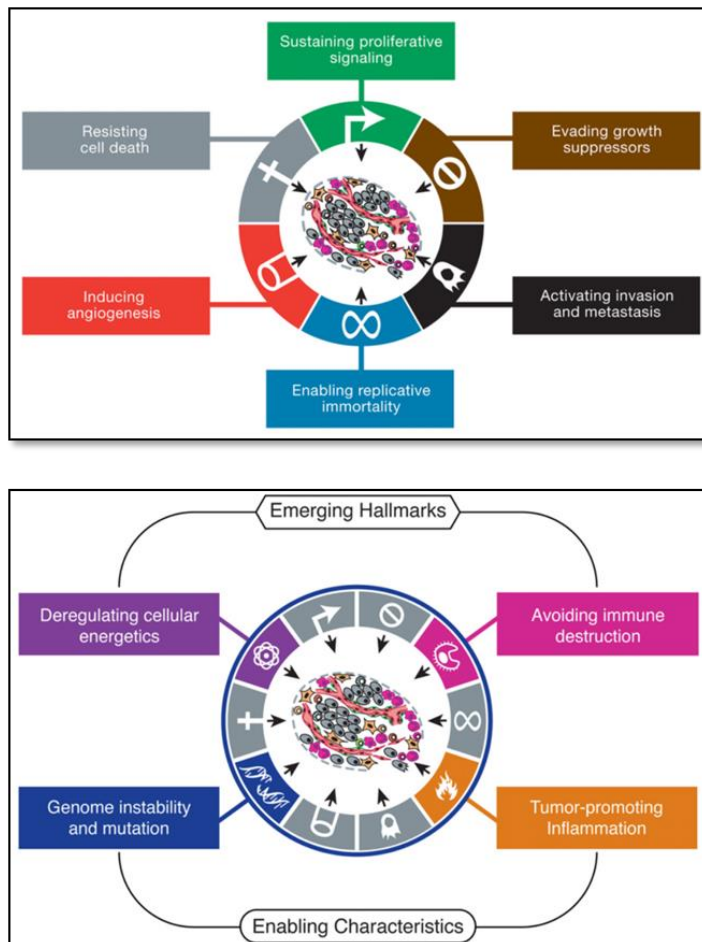 Sustaining proliferative
signaling
Resisting
cell death
Evading growth
suppressors
Inducing
angiogenesis
Activating invasion
and metastasis
Enabling replicative
immortality
Emerging Hallmarks
Deregulating cellular
energetics
Avoiding immune
destruction
Genome instability
and mutation
Tumor-promoting
Inflammation
Enabling Characteristics